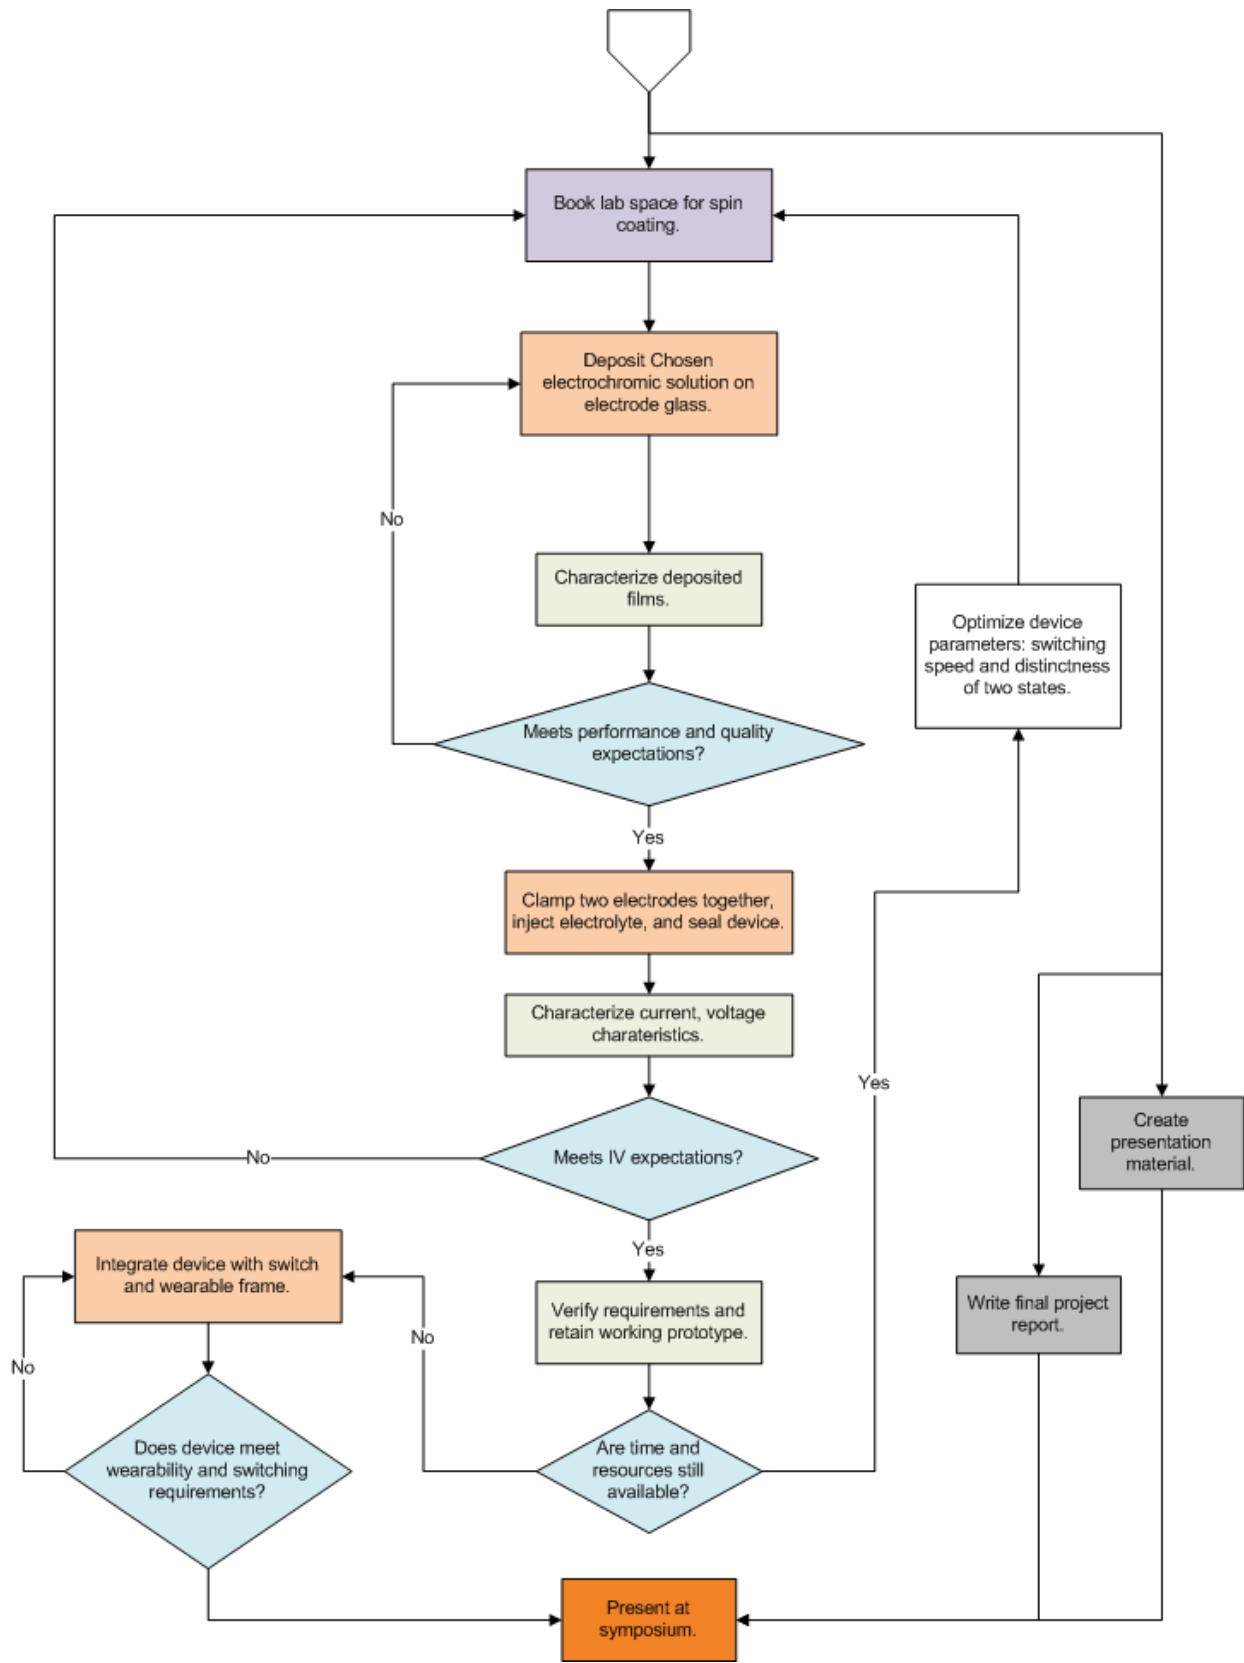 Book lab space for spin
coating.
Deposit Chosen
electrochromic solution on
electrode glass.
No
Characterize deposited
films.
Optimize device
parameters: switching
speed and distinctness
of two states.
Meets performance and quality
expectations?
Yes
Clamp two electrodes together,
inject electrolyte, and seal device.
Characterize current, voltage
charateristics.
Yes
Create
presentation
material.
Meets IV expectations?
No
Yes
Integrate device with switch
and wearable frame.
Verify requirements and
retain working prototype.
Write final project
report.
No
No
Does device meet
wearability and switching
requirements?
Are time and
resources still
available?
Present at
symposium.